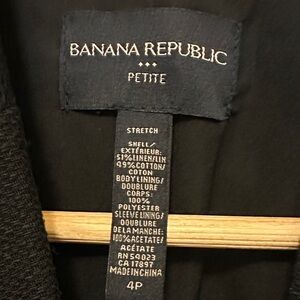 BANANA REPUBLIC
PETITE
STRETCH
SHELL/
EXTÉRIEUR:
51%LINEN/LIN
49%COTTON/
COTON
BODY LINING/
DOUBLURE
CORPS:
100%
POLYESTER
SLEEVE LINING/
DOUBLURE
DE LA MANCHE:
100%ACETATE/
ACÉTATE
RN 54023
CA 17897
MADE IN CHINA
4P